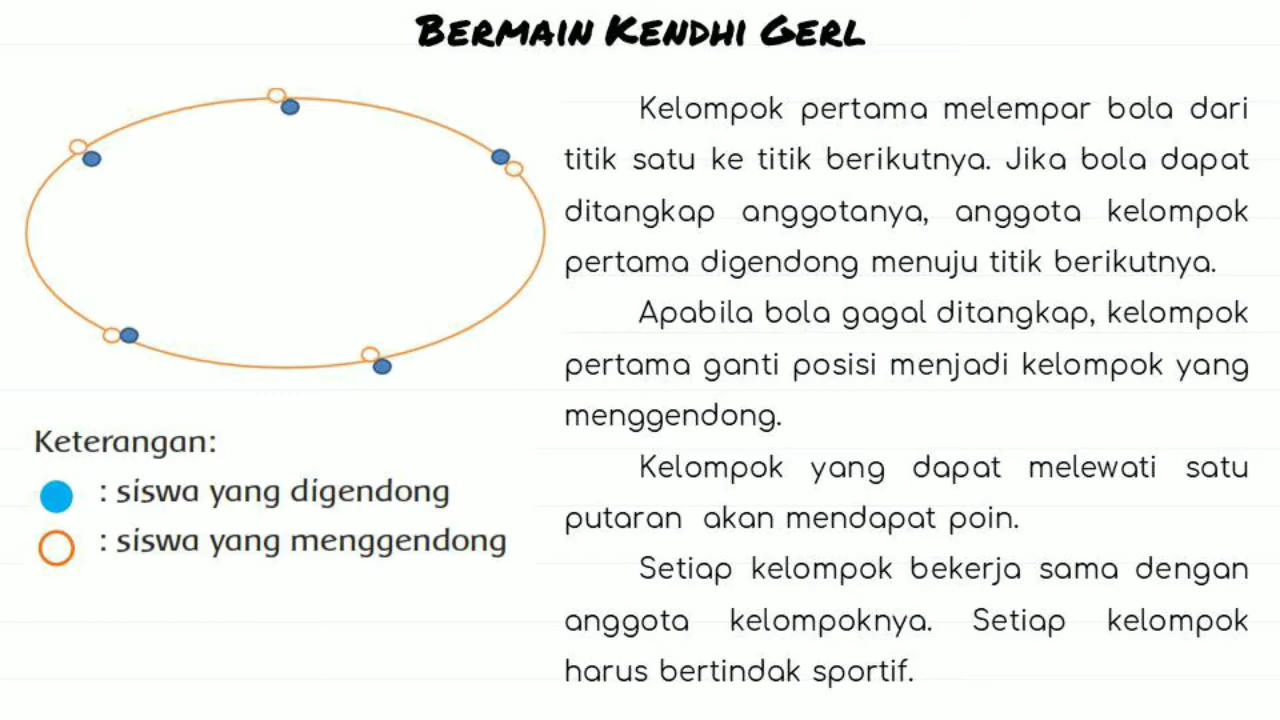 BERMAIN KENDHI GERL
Kelompok pertama melempar bola dari
titik satu ke titik berikutnya. Jika bola dapat
ditangkap anggotanya, anggota kelompok
pertama digendong menuju titik berikutnya.
Apabila bola gagal ditangkap, kelompok
pertama ganti posisi menjadi kelompok yang
menggendong.
Kelompok yang dapat melewati satu
putaran akan mendapat poin.
Setiap kelompok bekerja sama dengan
anggota kelompoknya. Setiap kelompok
harus bertindak sportif.
Keterangan:
: siswa yang digendong
: siswa yang menggendong